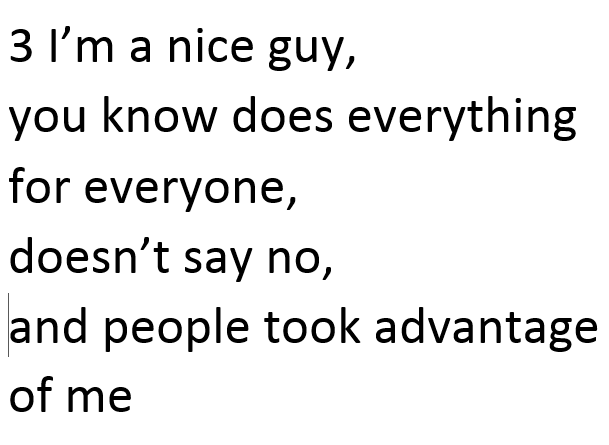 3 I’m a nice guy,
you know does everything
for everyone,
doesn’t say no,
and people took advantage
of me